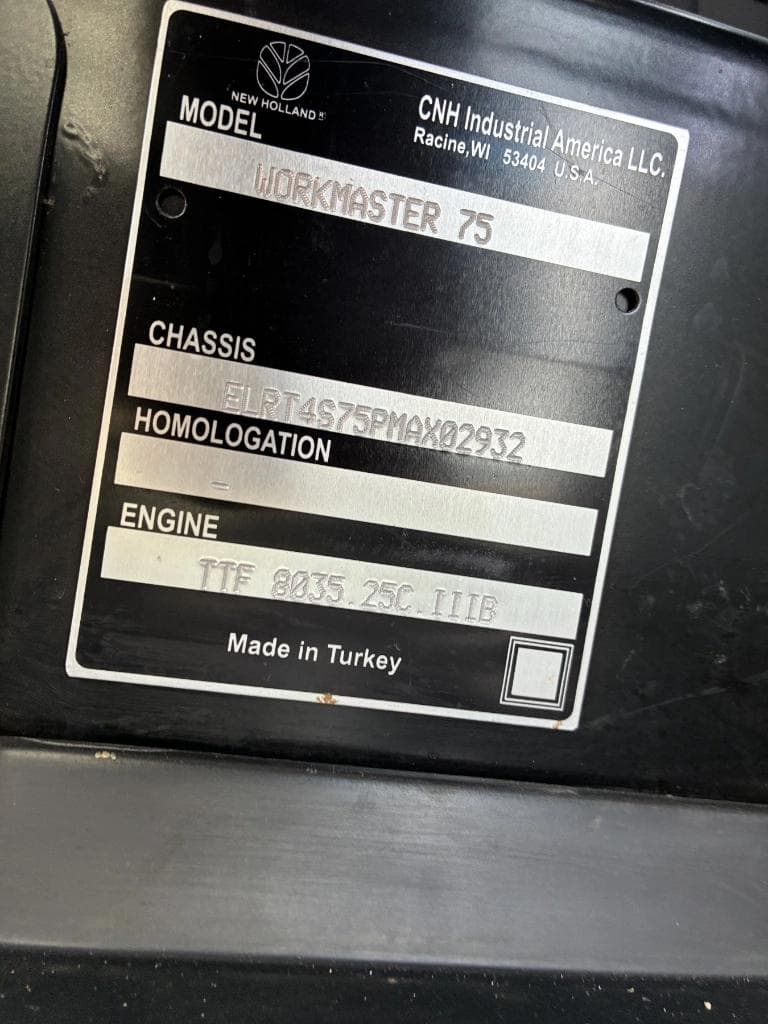 NEW HOLLAND
CNH Industrial America LLC.
Racine,WI 53404 U.S.A.
MODEL
WORKMASTER 75
CHASSIS
ELRT4S75PMAX02932
HOMOLOGATION
-
ENGINE
TTF 8035.25C.IIIB
Made in Turkey